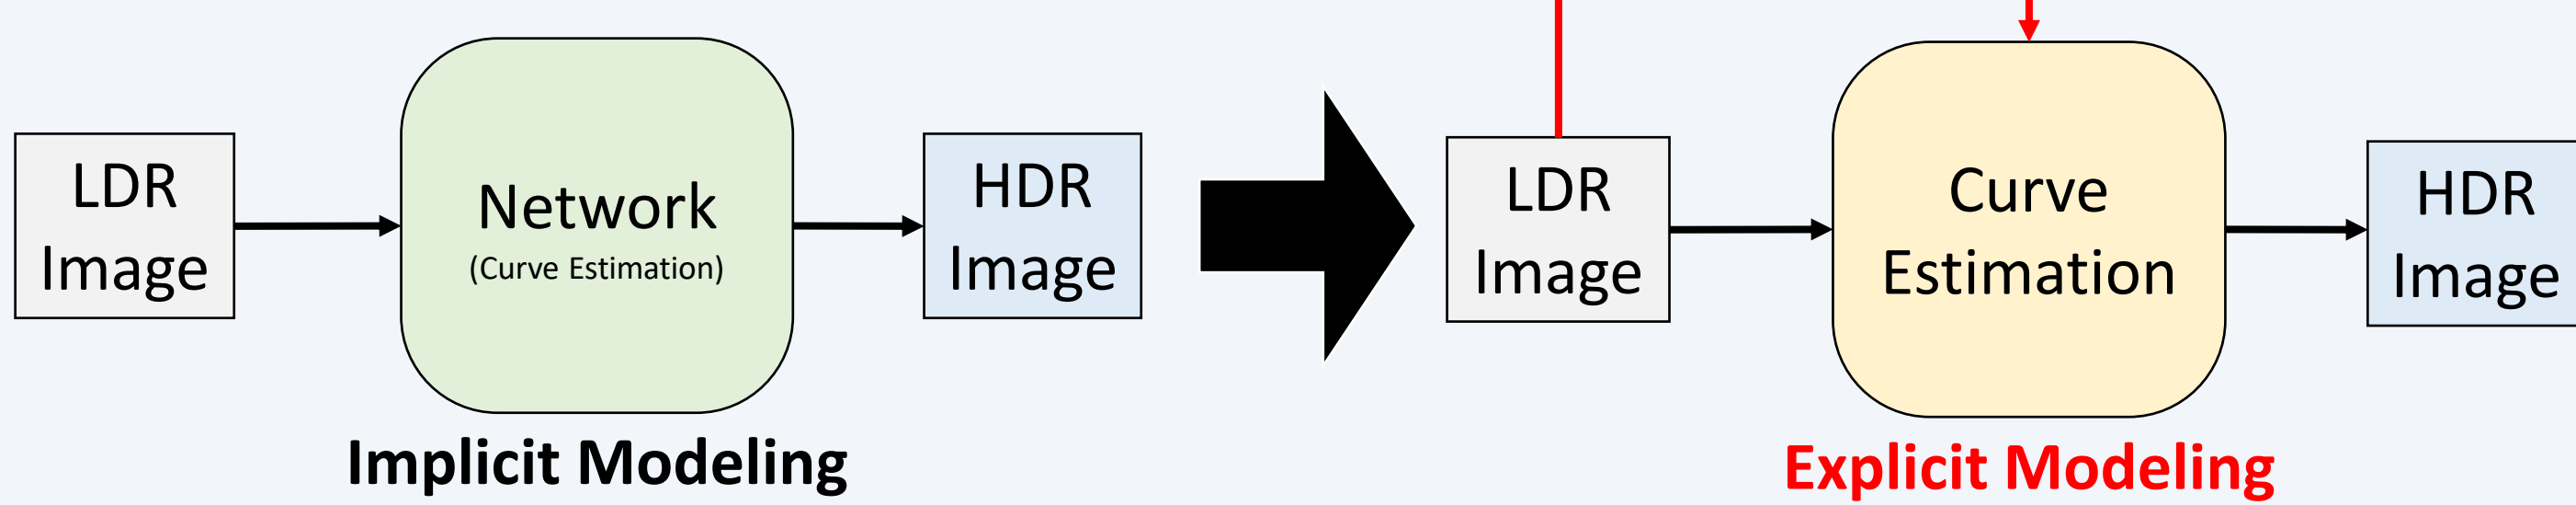 LDR
Image
Network
(Curve Estimation)
HDR
Image
Implicit Modeling
LDR
Image
Curve
Estimation
HDR
Image
Explicit Modeling